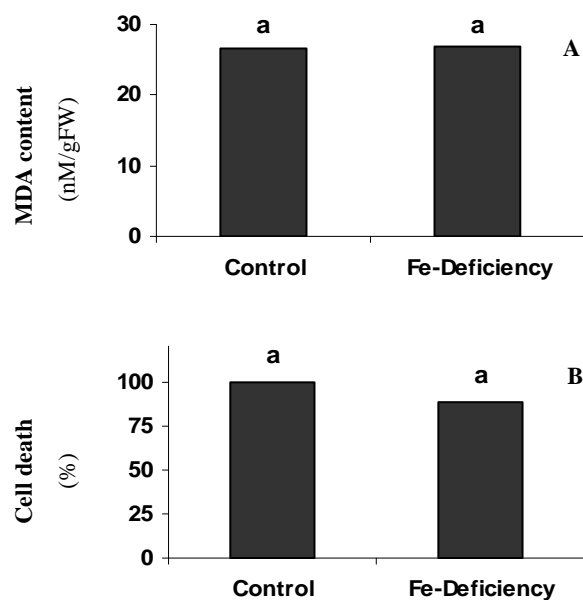 30
a
a
A
20
10
0
MDA content
(nM/gFW)
Control
Fe-Deficiency
a
a
B
100
75
50
25
0
Cell death
(%)
Control
Fe-Deficiency